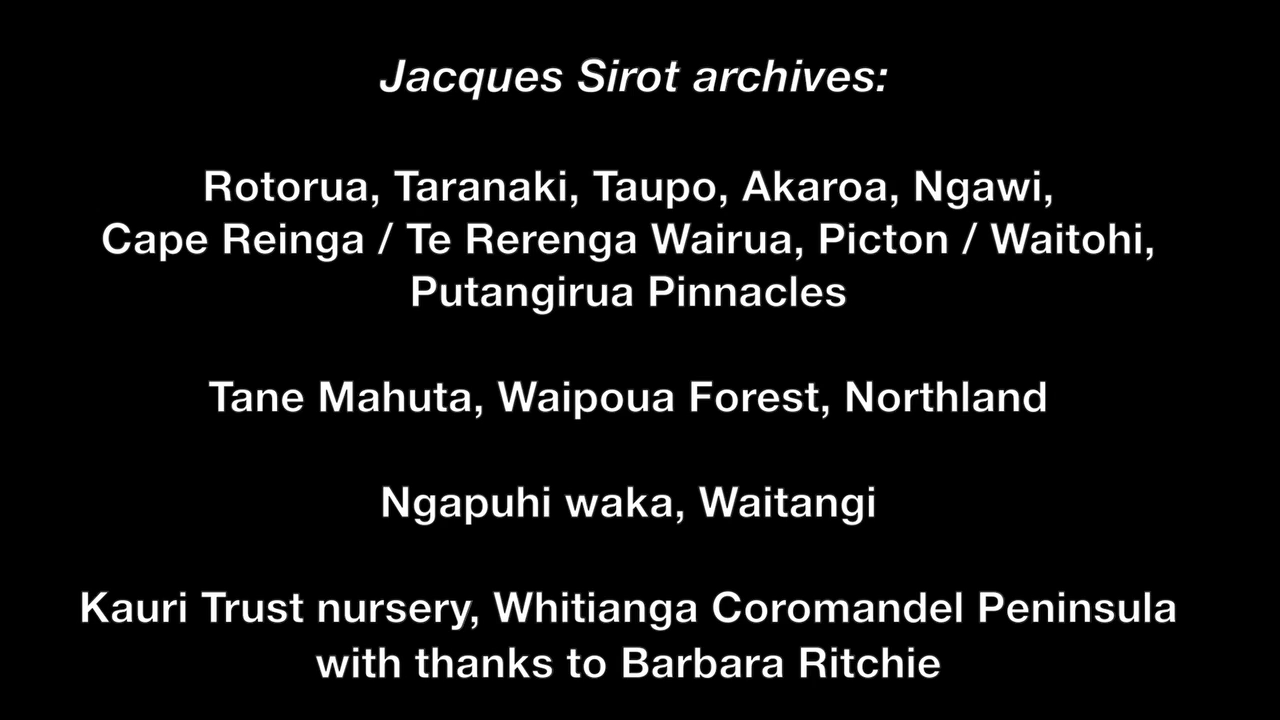 Jacques Sirot archives:
Rotorua, Taranaki, Taupo, Akaroa, Ngawi,
Cape Reinga / Te Rerenga Wairua, Picton / Waitohi,
Putangirua Pinnacles
Tane Mahuta, Waipoua Forest, Northland
Ngapuhi waka, Waitangi
Kauri Trust nursery, Whitianga Coromandel Peninsula
with thanks to Barbara Ritchie